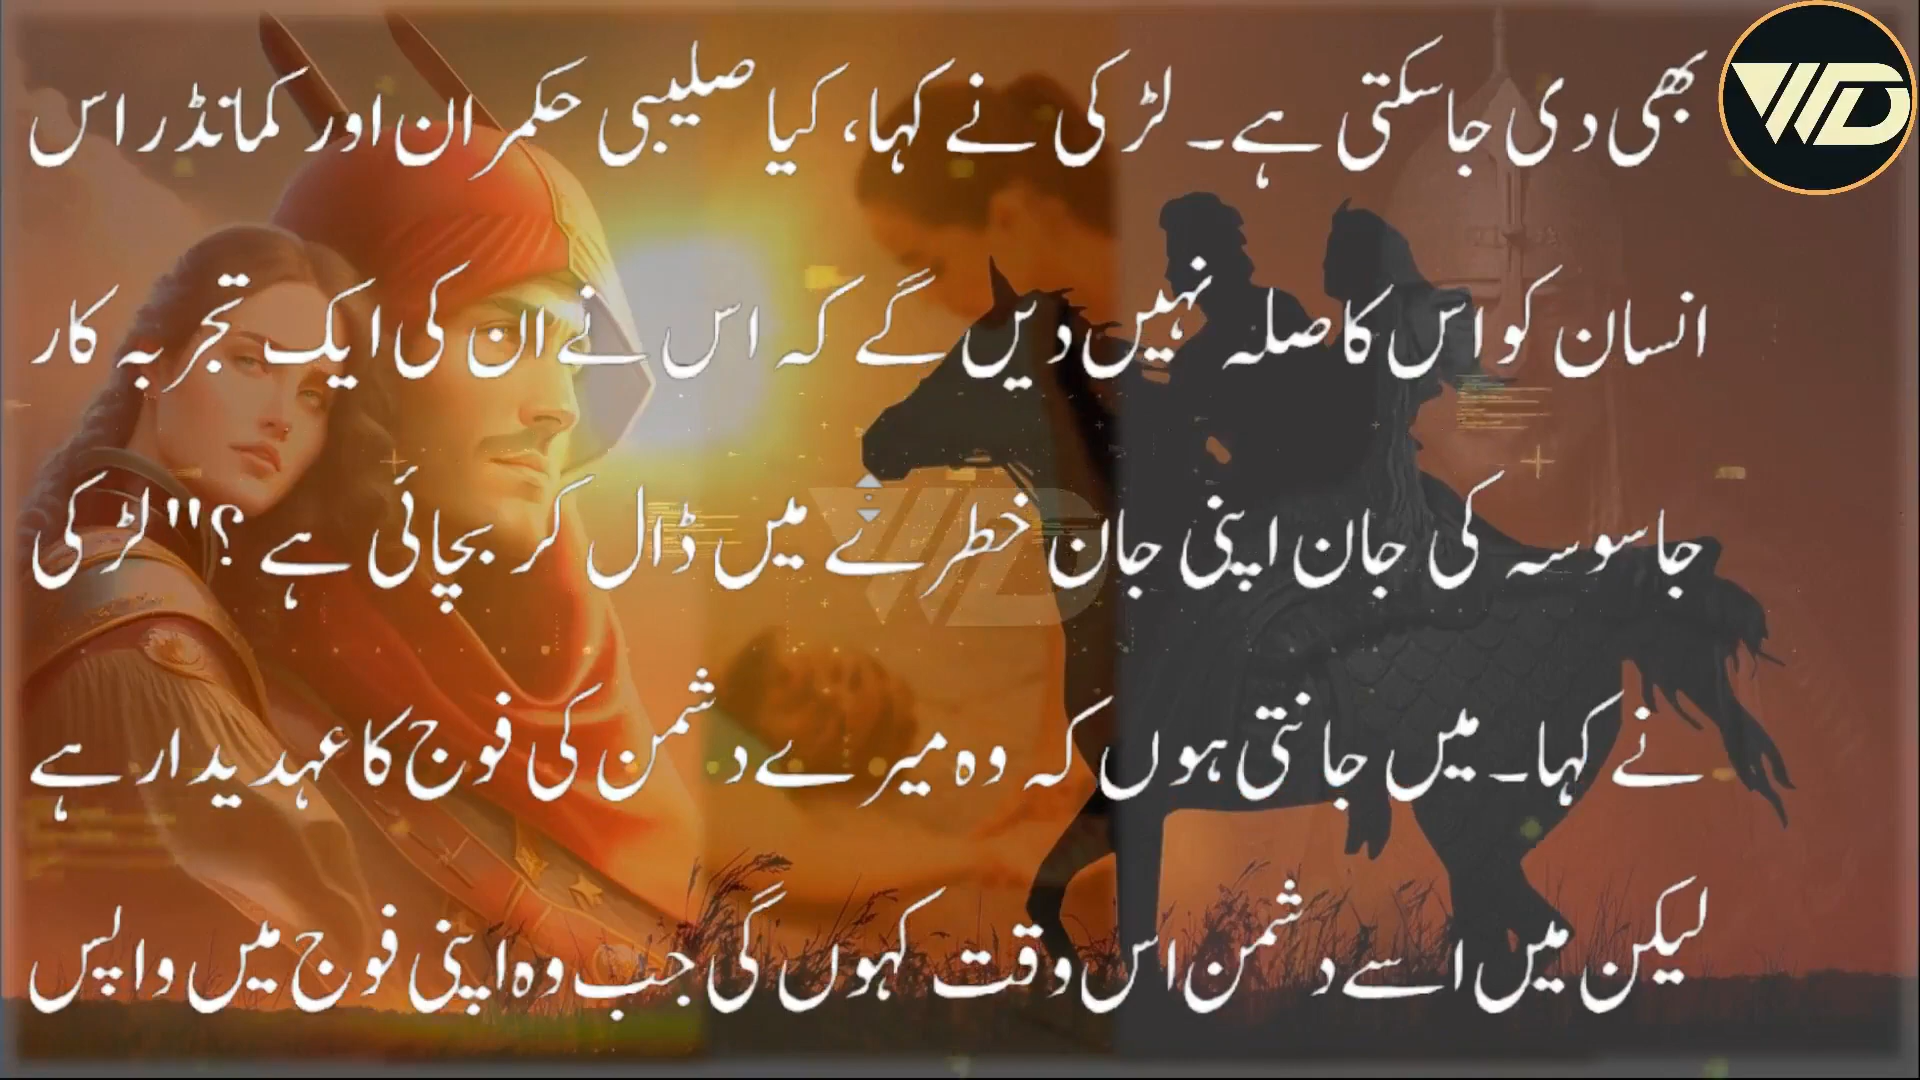 WD
بھی دی جاسکتی ہے۔ لڑکی نے کہا، کیا صلیبی حکمران اور کمانڈر اس
انسان کو اس کا صلہ نہیں دیں گے کہ اس نے ان کی ایک تجربہ کار
جاسوسہ کی جان اپنی جان خطرے میں ڈال کر بچائی ہے ؟" لڑکی
WD
نے کہا۔ میں جانتی ہوں کہ وہ میرے دشمن کی فوج کا عہدیدار ہے
لیکن میں اسے دشمن اس وقت کہوں گی جب وہ اپنی فوج میں واپس